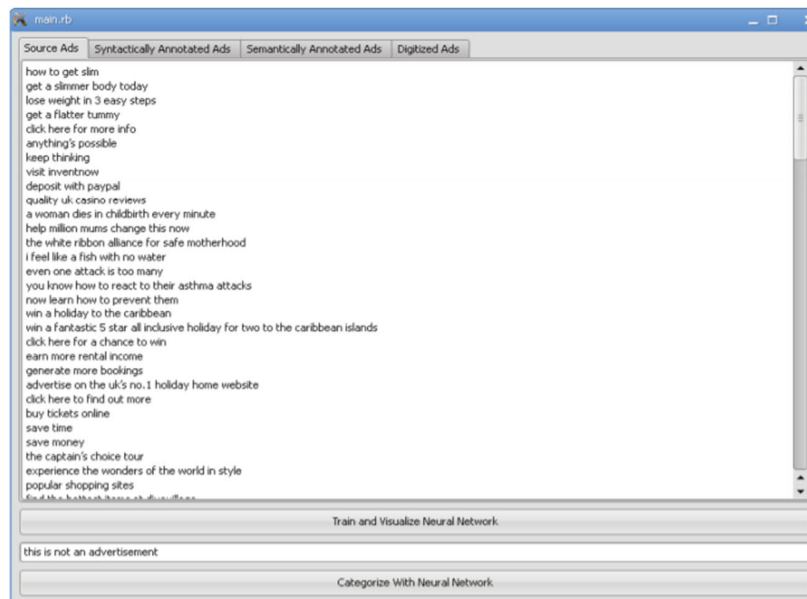 main.rb
Source Ads Syntactically Annotated Ads Semantically Annotated Ads Digitized Ads
how to get slim
get a slimmer body today
lose weight in 3 easy steps
get a flatter tummy
click here for more info
anything's possible
keep thinking
visit inventnow
deposit with paypal
quality uk casino reviews
a woman dies in childbirth every minute
help million mums change this now
the white ribbon alliance for safe motherhood
i feel like a fish with no water
even one attack is too many
you know how to react to their asthma attacks
now learn how to prevent them
win a holiday to the caribbean
win a fantastic 5 star all inclusive holiday for two to the caribbean islands
click here for a chance to win
earn more rental income
generate more bookings
advertise on the uk's no.1 holiday home website
click here to find out more
buy tickets online
save time
save money
the captain's choice tour
experience the wonders of the world in style
popular shopping sites
find the hottest items at
Train and Visualize Neural Network
this is not an advertisement
Categorize With Neural Network